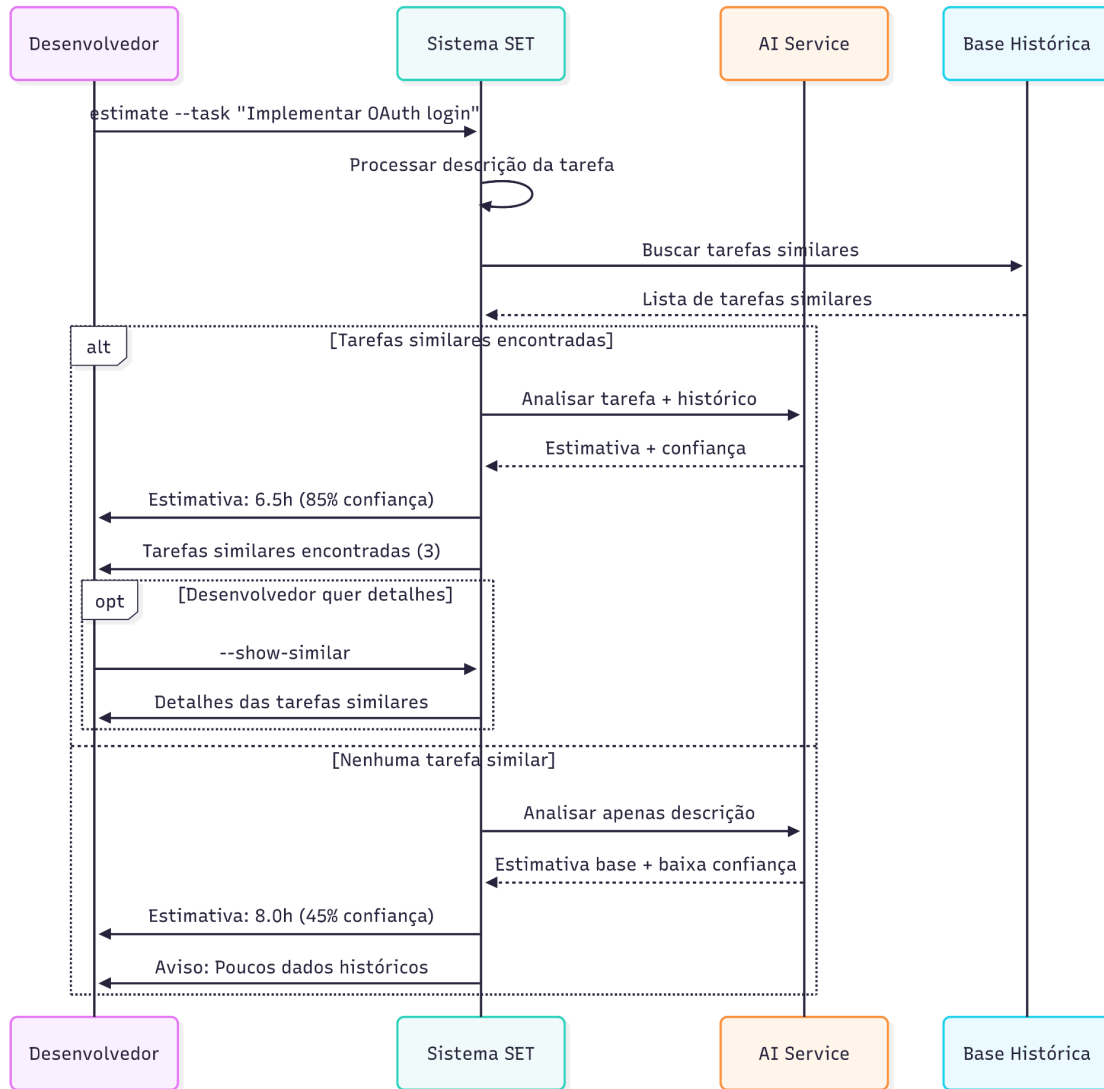 Desenvolvedor
Sistema SET
AI Service
Base Histórica
estimate --task "Implementar OAuth login"
Processar descrição da tarefa
Buscar tarefas similares
Lista de tarefas similares
alt
[Tarefas similares encontradas]
Analisar tarefa + histórico
Estimativa + confiança
Estimativa: 6.5h (85% confiança)
Tarefas similares encontradas (3)
opt
[Desenvolvedor quer detalhes]
--show-similar
Detalhes das tarefas similares
[Nenhuma tarefa similar]
Analisar apenas descrição
Estimativa base + baixa confiança
Estimativa: 8.0h (45% confiança)
Aviso: Poucos dados históricos
Desenvolvedor
Sistema SET
AI Service
Base Histórica